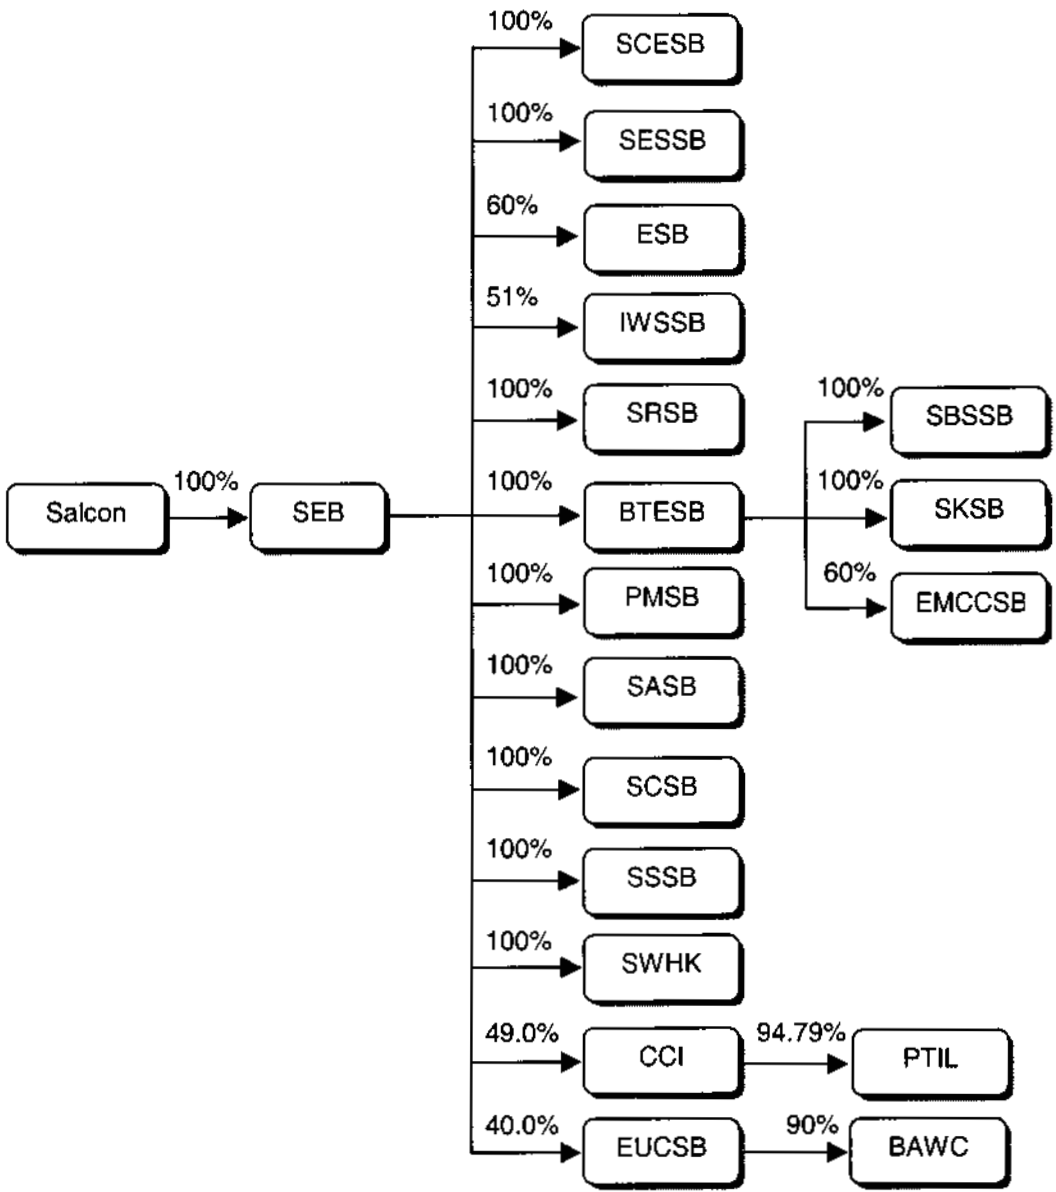 100%
SCESB
100%
SESSB
60%
ESB
51%
IWSSB
100%
SRSB
100%
SBSSB
Salcon
100%
SEB
100%
BTESB
100%
SKSB
60%
EMCCSB
100%
PMSB
100%
SASB
100%
SCSB
100%
SSSB
100%
SWHK
49.0%
CCI
94.79%
PTIL
40.0%
EUCSB
90%
BAWC